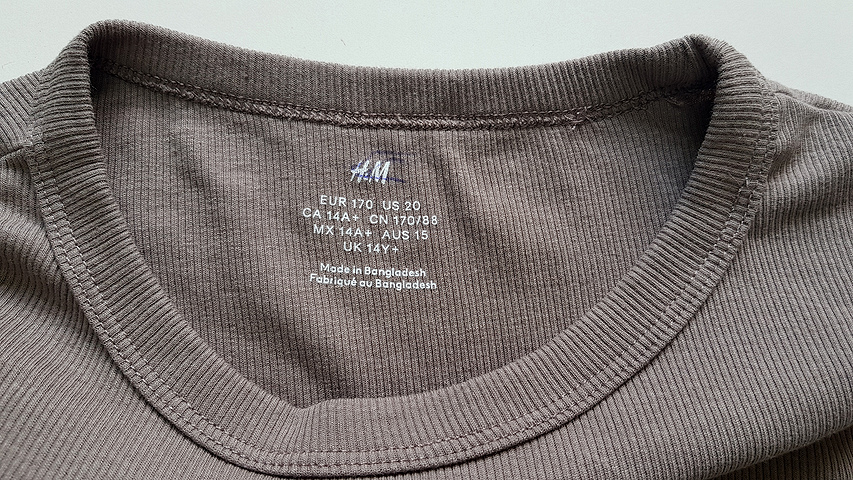 H&M
EUR 170 US 20
CA 14A+ CN 170/88
MX 14A+ AUS 15
UK 14Y+
Made in Bangladesh
Fabriqué au Bangladesh